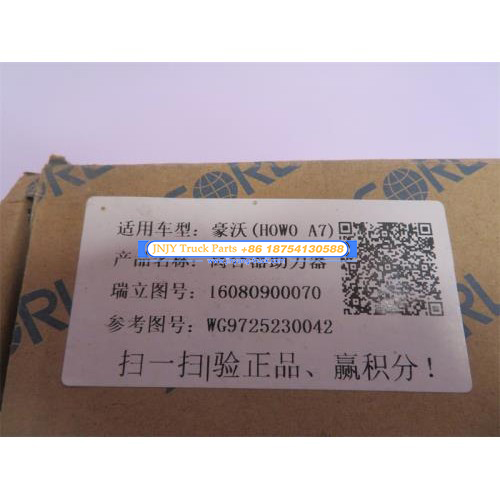 SORL
适用车型: 豪沃(HOWO A7)
JNJY Truck Parts +86 18754130588
产品名称: 离合器助力器
瑞立图号: 16080900070
参考图号: WG9725230042
扫一扫|验正品、赢积分!